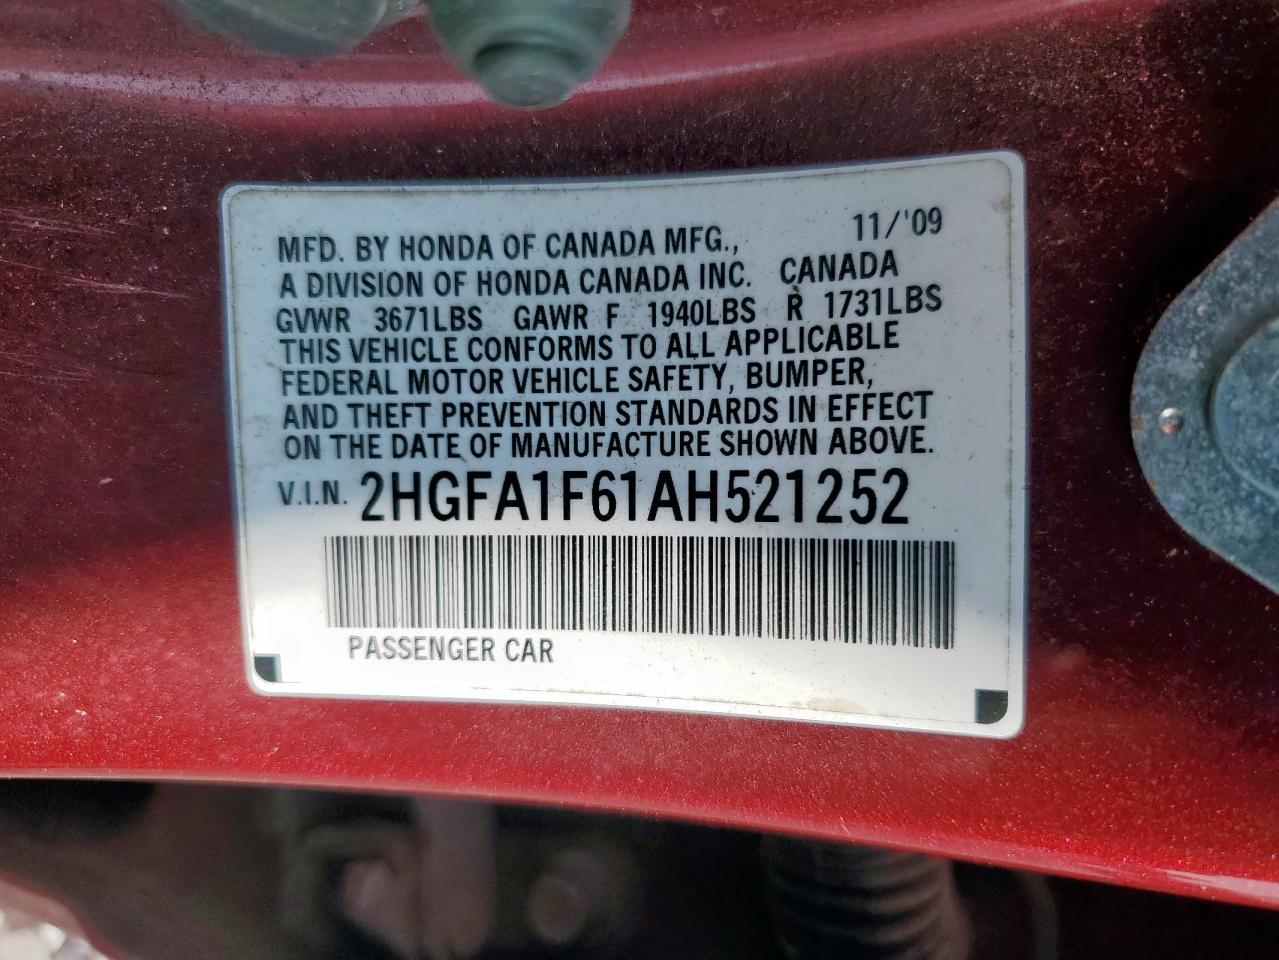 11/'09
MFD. BY HONDA OF CANADA MFG.,
A DIVISION OF HONDA CANADA INC. CANADA
GVWR 3671LBS GAWR F 1940LBS R 1731LBS
THIS VEHICLE CONFORMS TO ALL APPLICABLE
FEDERAL MOTOR VEHICLE SAFETY, BUMPER,
AND THEFT PREVENTION STANDARDS IN EFFECT
ON THE DATE OF MANUFACTURE SHOWN ABOVE.
V.I.N. 2HGFA1F61AH521252
PASSENGER CAR